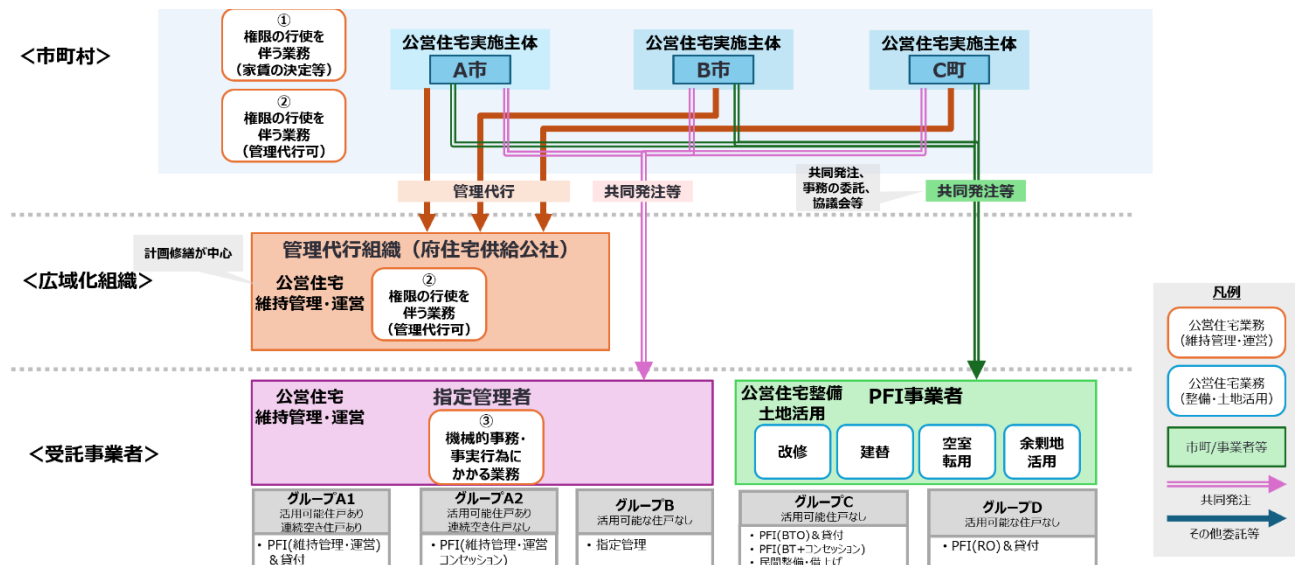 <市町村>
①
権限の行使を
伴う業務
(家賃の決定等)
②
権限の行使を
伴う業務
(管理代行可)
公営住宅実施主体
A市
公営住宅実施主体
B市
公営住宅実施主体
C町
管理代行
共同発注等
共同発注、
事務の委託、
協議会等
共同発注等
<広域化組織>
計画修繕が中心
管理代行組織（府住宅供給公社）
公営住宅
維持管理・運営
②
権限の行使を
伴う業務
(管理代行可)
<受託事業者>
公営住宅
維持管理・運営
指定管理者
③
機械的事務・
事実行為に
かかる業務
公営住宅整備
土地活用
PFI事業者
改修
建替
空室
転用
余剰地
活用
グループA1
活用可能住戸あり
連続空き住戸あり
・PFI(維持管理・運営)
＆貸付
グループA2
活用可能住戸あり
連続空き住戸なし
・PFI(維持管理・運営
コンセッション)
グループB
活用可能な住戸なし
・指定管理
グループC
活用可能住戸なし
・PFI(BTO)＆貸付
・PFI(BT+コンセッション)
・民間整備・借上げ
グループD
活用可能な住戸なし
・PFI(RO)＆貸付
凡例
公営住宅業務
(維持管理・運営)
公営住宅業務
(整備・土地活用)
市町/事業者等
共同発注
その他委託等